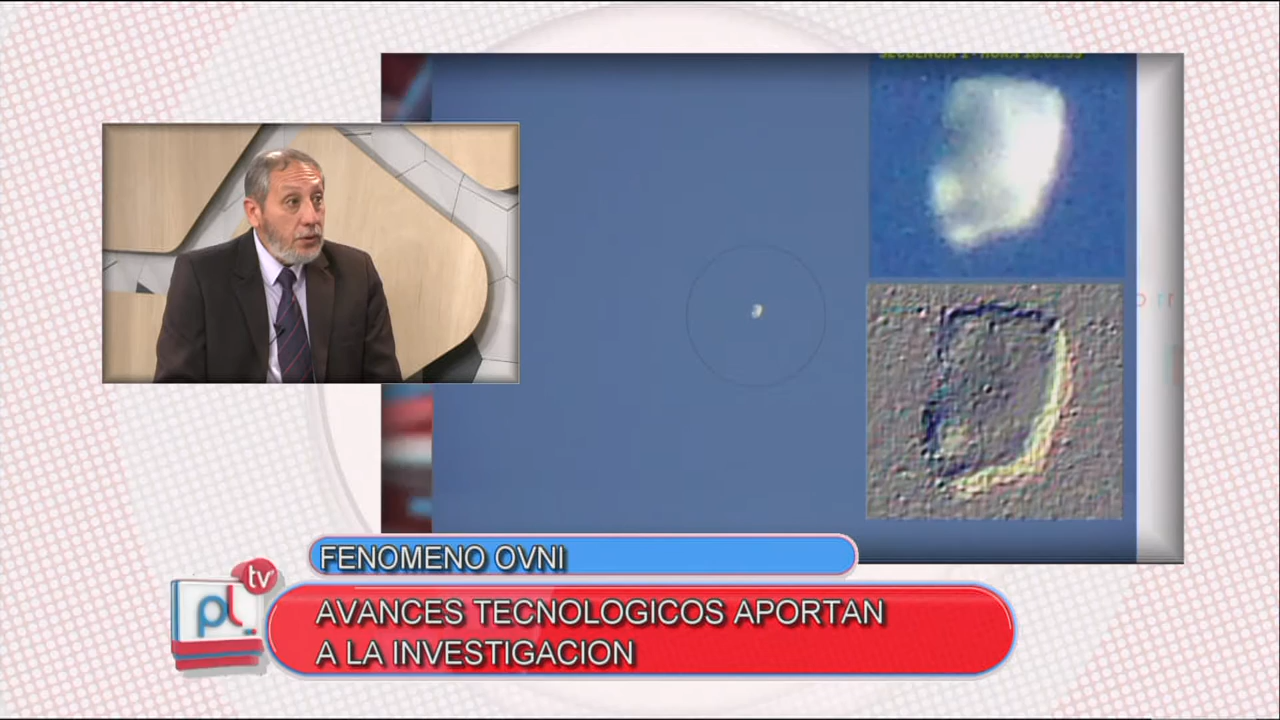 FENOMENO OVNI
tv
pl
AVANCES TECNOLOGICOS APORTAN
A LA INVESTIGACION